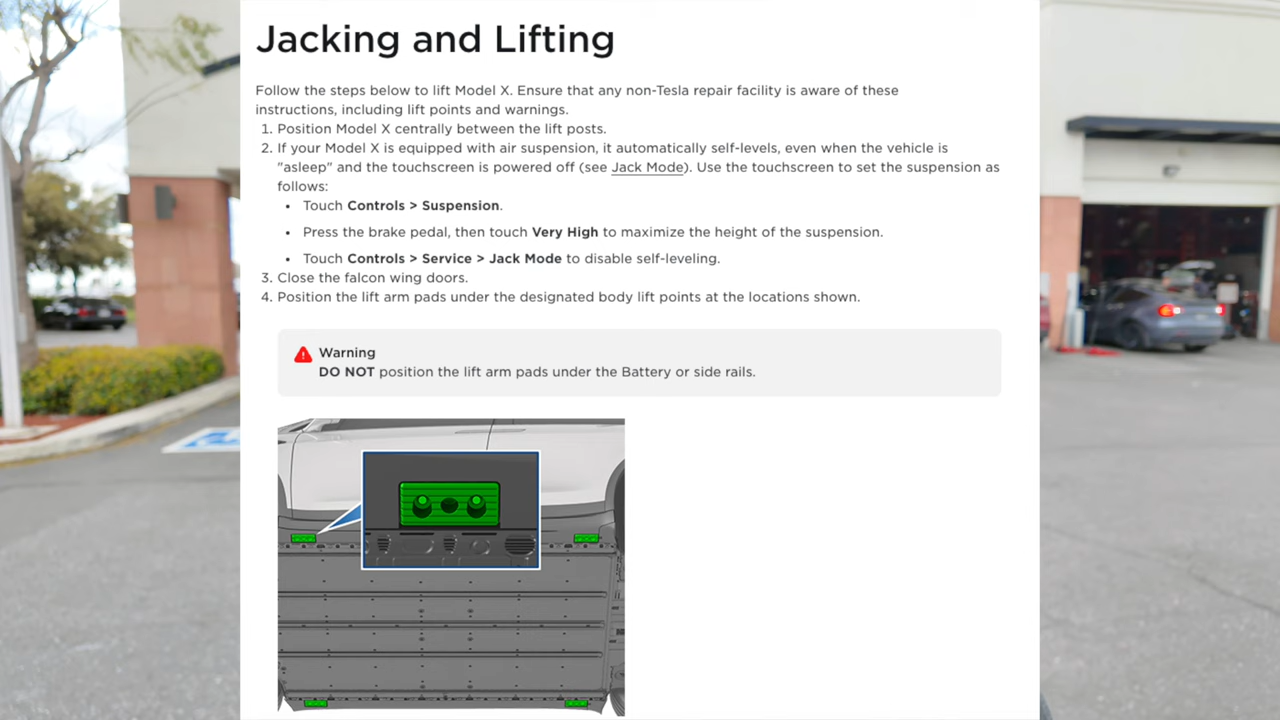 Jacking and Lifting
Follow the steps below to lift Model X. Ensure that any non-Tesla repair facility is aware of these
instructions, including lift points and warnings.
1. Position Model X centrally between the lift posts.
2. If your Model X is equipped with air suspension, it automatically self-levels, even when the vehicle is
"asleep" and the touchscreen is powered off (see Jack Mode). Use the touchscreen to set the suspension as
follows:
• Touch Controls > Suspension.
• Press the brake pedal, then touch Very High to maximize the height of the suspension.
• Touch Controls > Service > Jack Mode to disable self-leveling.
3. Close the falcon wing doors.
4. Position the lift arm pads under the designated body lift points at the locations shown.
Warning
DO NOT position the lift arm pads under the Battery or side rails.